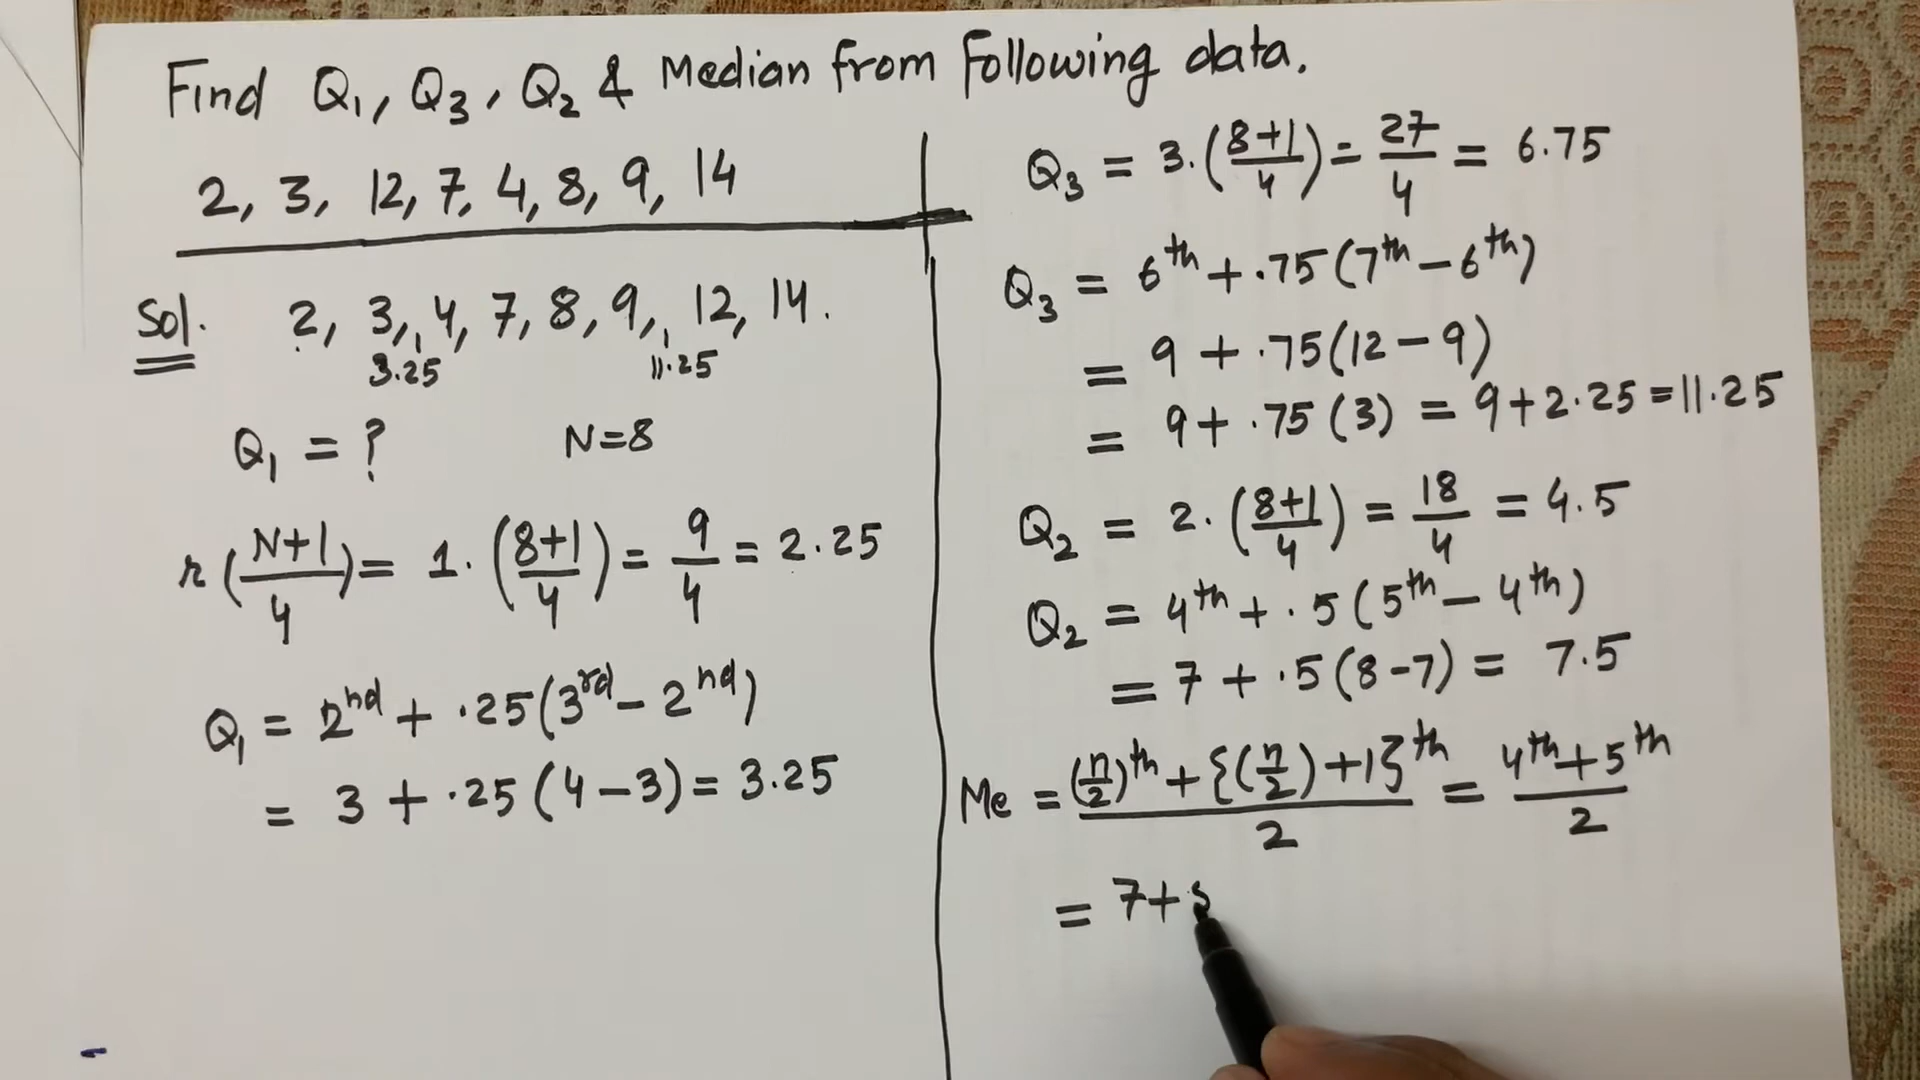 Find Q₁, Q₃, Q₂ & Median from following data.
2, 3, 12, 7, 4, 8, 9, 14
Sol. 2, 3, 4, 7, 8, 9, 12, 14.
3.25 11.25
Q₁ = ? N=8
r(N+1/4) = 1.(8+1/4) = 9/4 = 2.25
Q₁ = 2ⁿᵈ + .25(3ʳᵈ - 2ⁿᵈ)
= 3 + .25(4-3) = 3.25
Q₃ = 3.(8+1/4) = 27/4 = 6.75
Q₃ = 6ᵗʰ + .75(7ᵗʰ - 6ᵗʰ)
= 9 + .75(12-9)
= 9 + .75(3) = 9+2.25 = 11.25
Q₂ = 2.(8+1/4) = 18/4 = 4.5
Q₂ = 4ᵗʰ + .5(5ᵗʰ - 4ᵗʰ)
= 7 + .5(8-7) = 7.5
Me = (n/2)ᵗʰ + {(n/2)+1}ᵗʰ/2 = 4ᵗʰ+5ᵗʰ/2
= 7+